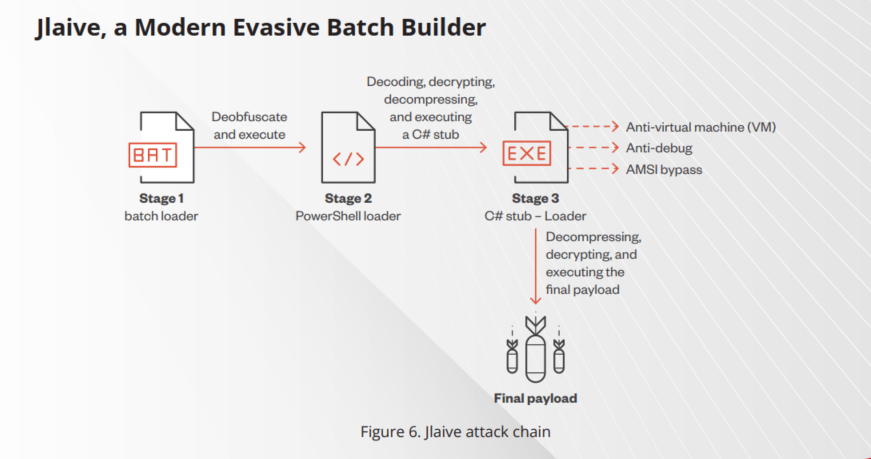 Jlaive, a Modern Evasive Batch Builder
Decoding, decrypting,
decompressing,
and executing
a C# stub
Deobfuscate
and execute
BAT
</>
EXE
Anti-virtual machine (VM)
Anti-debug
AMSI bypass
Stage 1
batch loader
Stage 2
PowerShell loader
Stage 3
C# stub – Loader
Decompressing,
decrypting, and
executing the
final payload
Final payload
Figure 6. Jlaive attack chain